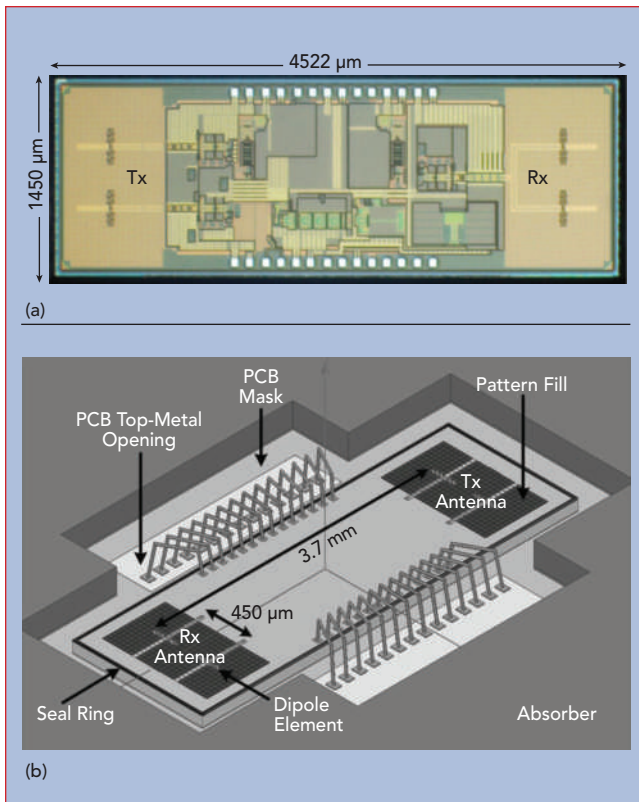 4522 µm
1450 µm
Tx
Rx
(a)
PCB
Mask
Pattern Fill
PCB Top-Metal
Opening
Tx
Antenna
3.7 mm
450 µm
Rx
Antenna
Seal Ring
Dipole
Element
Absorber
(b)